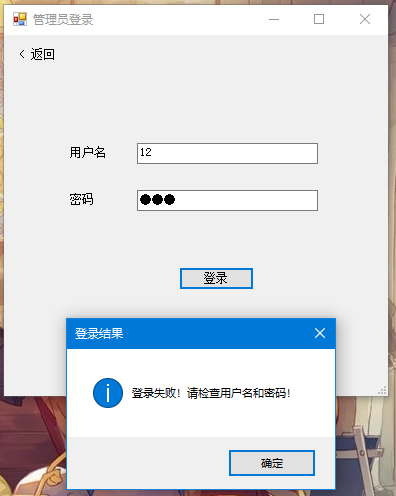 管理员登录
< 返回
用户名 12
密码 ●●●
登录
登录结果
登录失败！请检查用户名和密码！
确定